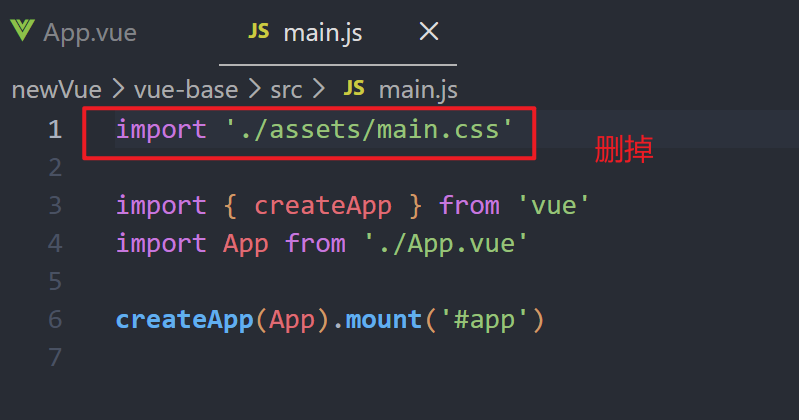 App.vue JS main.js
newVue > vue-base > src > JS main.js
1 import './assets/main.css' 删掉
2
3 import { createApp } from 'vue'
4 import App from './App.vue'
5
6 createApp(App).mount('#app')
7